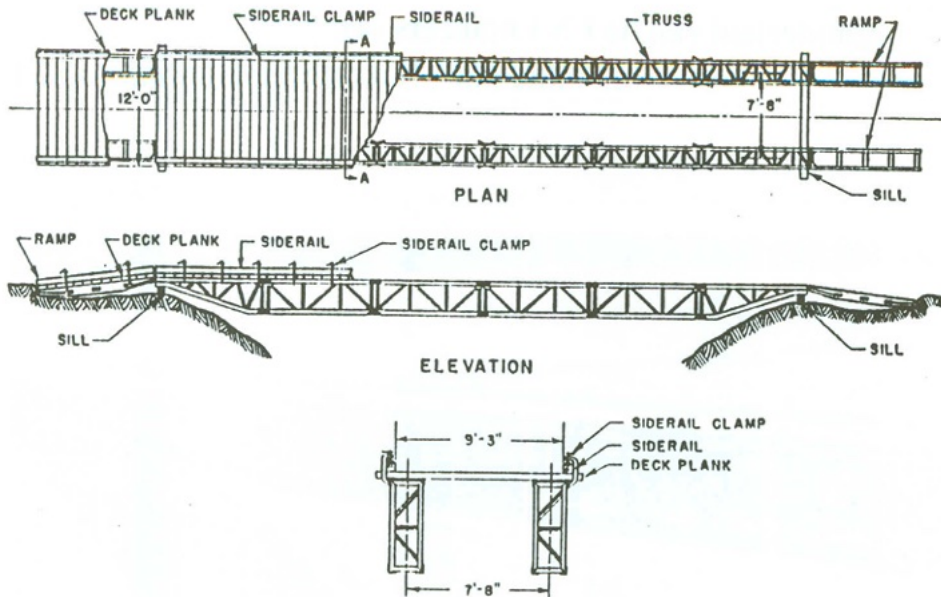 DECK PLANK
SIDERAIL CLAMP
SIDERAIL
TRUSS
RAMP
A
12'-0"
7'-8"
A
SILL
PLAN
RAMP
DECK PLANK
SIDERAIL
SIDERAIL CLAMP
SILL
SILL
ELEVATION
9'-3"
SIDERAIL CLAMP
SIDERAIL
DECK PLANK
7'-8"